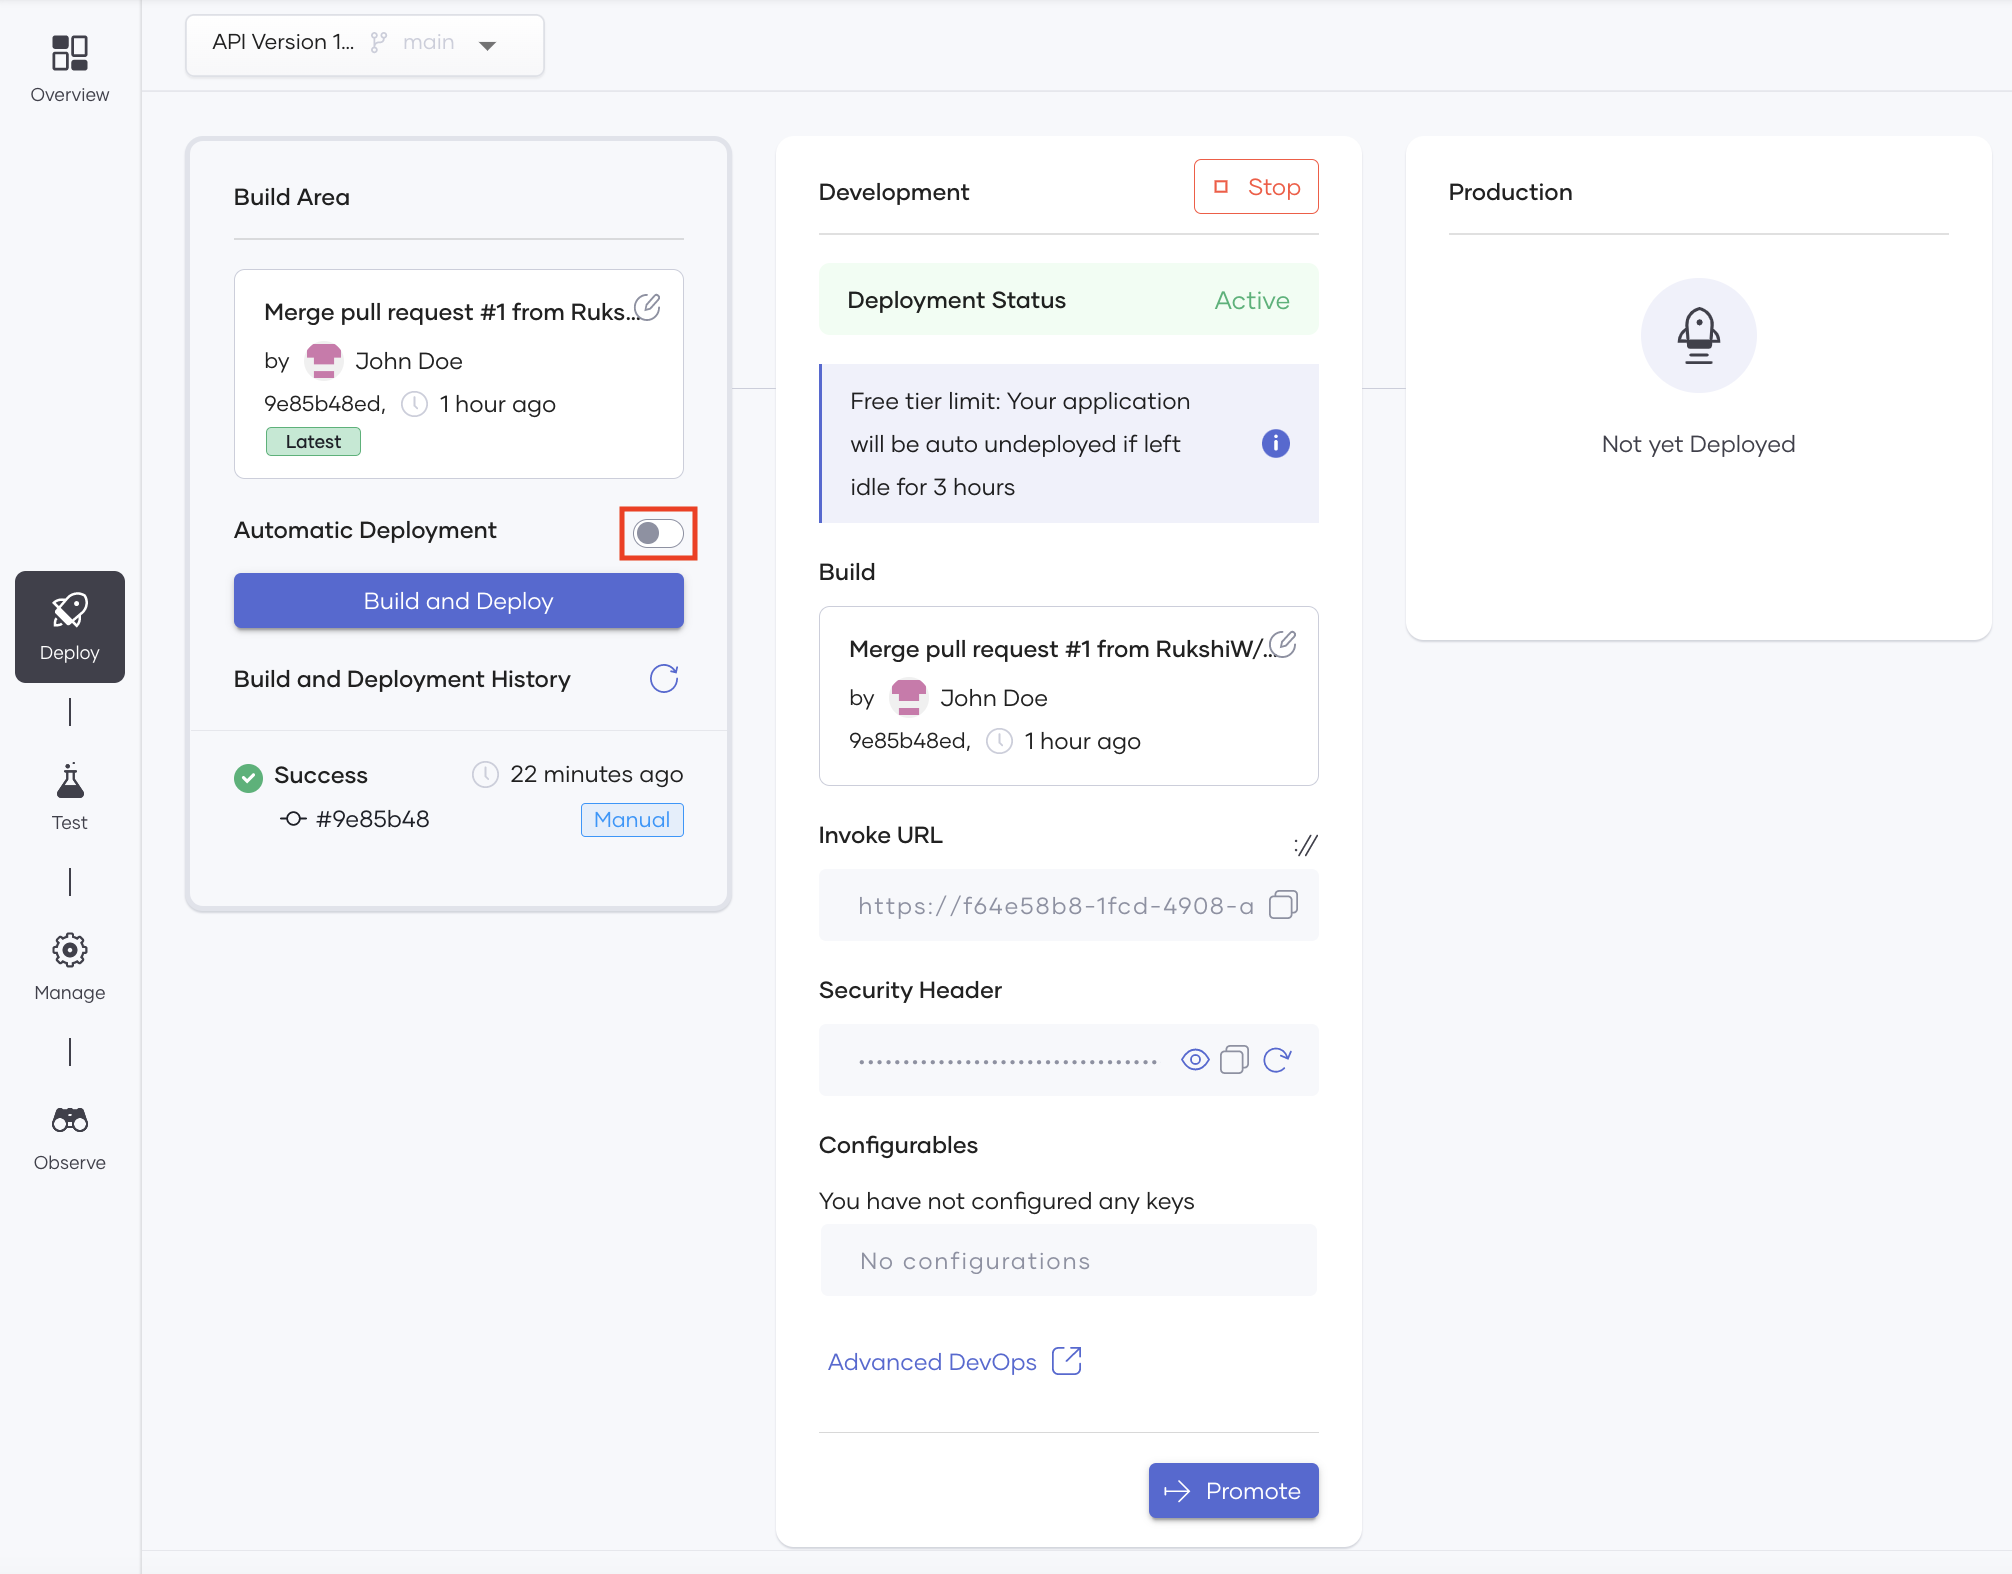 Overview
API Version 1... main
Build Area
Merge pull request #1 from Ruks...
by John Doe
9e85b48ed, 1 hour ago
Latest
Automatic Deployment
Build and Deploy
Build and Deployment History
Success 22 minutes ago
#9e85b48 Manual
Deploy
Test
Manage
Observe
Development Stop
Deployment Status Active
Free tier limit: Your application
will be auto undeployed if left
idle for 3 hours
Build
Merge pull request #1 from RukshiW/...
by John Doe
9e85b48ed, 1 hour ago
Invoke URL ://
https://f64e58b8-1fcd-4908-a
Security Header
Configurables
You have not configured any keys
No configurations
Advanced DevOps
Promote
Production
Not yet Deployed